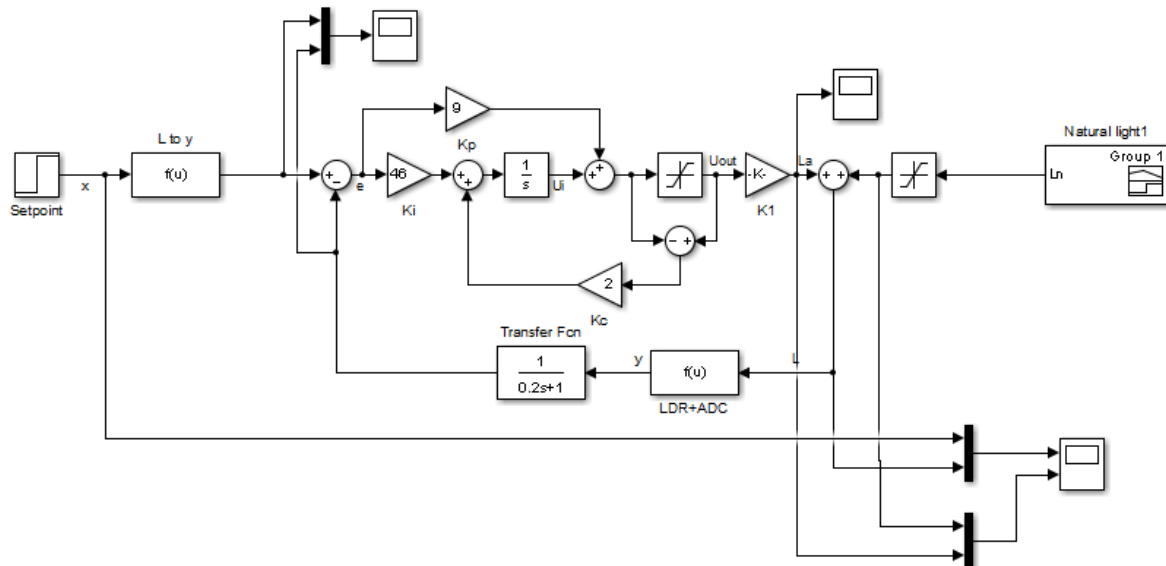 L to y
f(u)
Setpoint
x
+
-
e
9
Kp
46
Ki
+
+
1
s
Ui
+
+
Uout
-K-
K1
La
+ +
Natural light1
Group 1
Ln
- +
2
Kc
Transfer Fcn
1
0.2s+1
y
f(u)
LDR+ADC
L